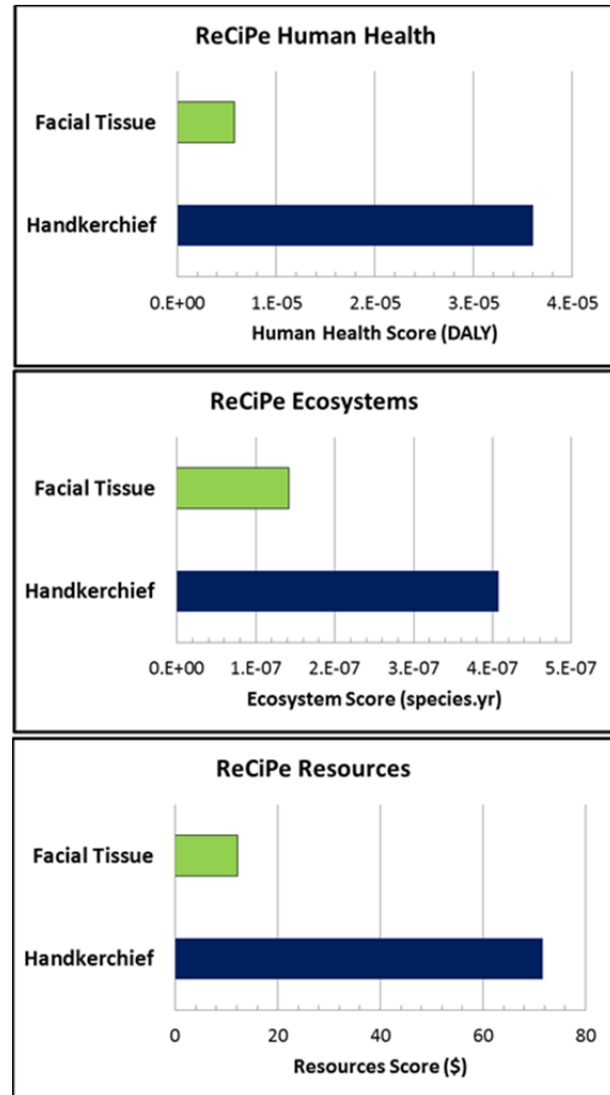 ReCiPe Human Health
Facial Tissue
Handkerchief
0.E+00 1.E-05 2.E-05 3.E-05 4.E-05
Human Health Score (DALY)
ReCiPe Ecosystems
Facial Tissue
Handkerchief
0.E+00 1.E-07 2.E-07 3.E-07 4.E-07 5.E-07
Ecosystem Score (species.yr)
ReCiPe Resources
Facial Tissue
Handkerchief
0 20 40 60 80
Resources Score ($)